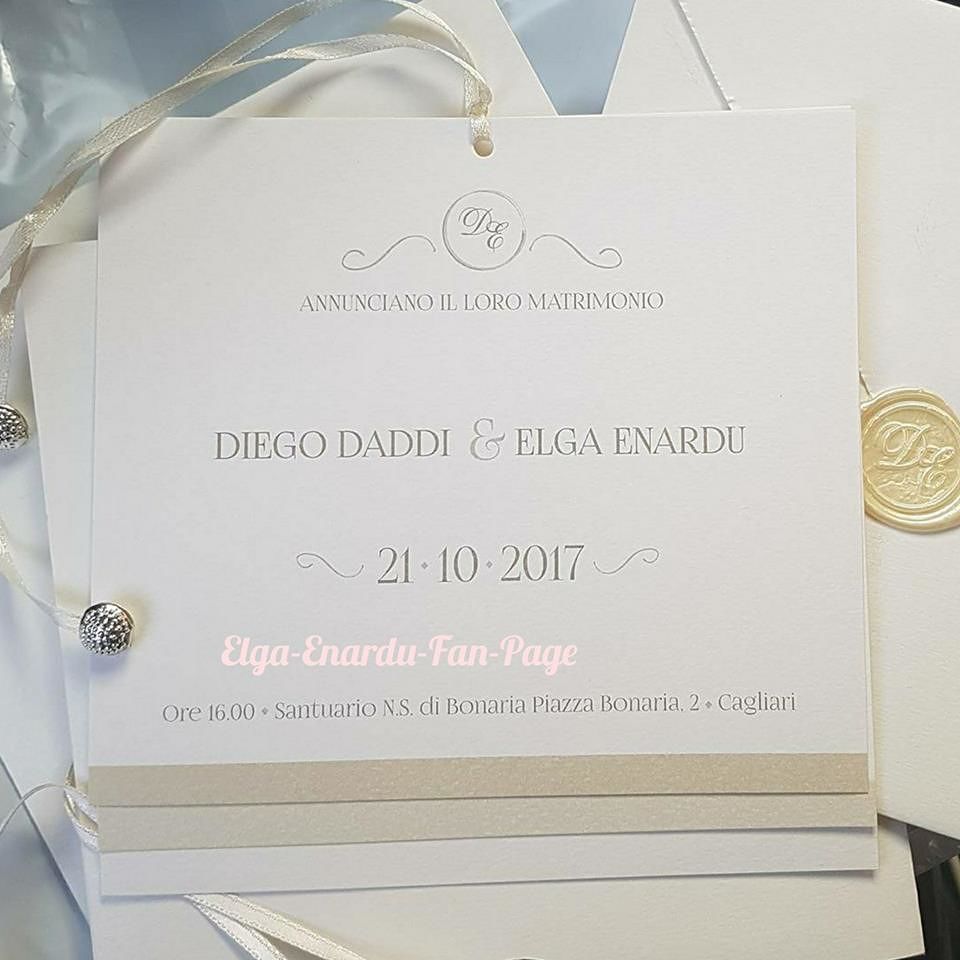 DE
ANNUNCIANO IL LORO MATRIMONIO
DIEGO DADDI & ELGA ENARDU
21 • 10 • 2017
Elga-Enardu-Fan-Page
Ore 16.00 • Santuario N.S. di Bonaria Piazza Bonaria, 2 • Cagliari
DE